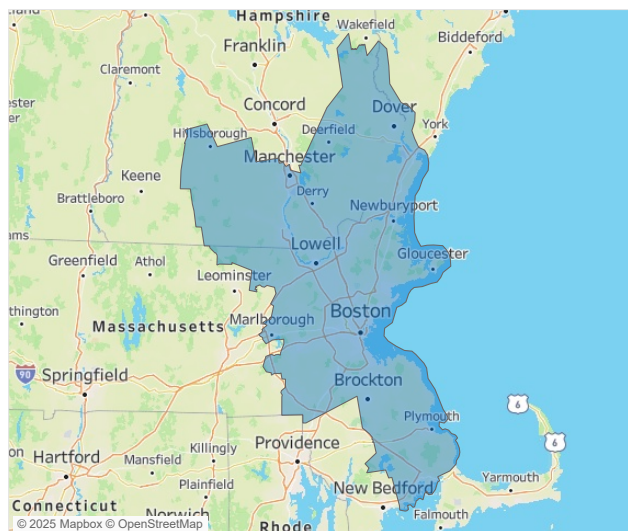 Hampshire
Wakefield
Biddeford
Franklin
Claremont
Concord
Dover
York
Deerfield
Hillsborough
Manchester
Keene
Derry
Brattleboro
Newburyport
ams
Lowell
Greenfield
Athol
Gloucester
Leominster
thington
Massachusetts
Marlborough
Boston
90
Springfield
Brockton
6
Plymouth
6
Providence
Killingly
Hartford
Mansfield
Plainfield
New Bedford
Yarmouth
Connecticut
Norwich
Falmouth
Rhode
© 2025 Mapbox © OpenStreetMap